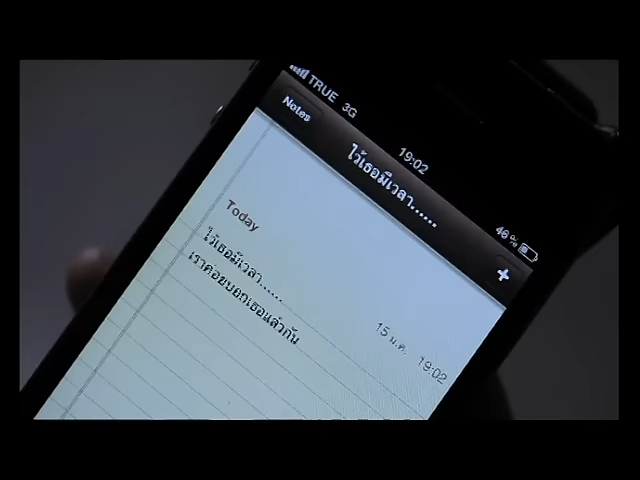 TRUE 3G 19:02 46%
Notes ไว้เธอมีเวลา...... +
Today 15 ม.ค. 19:02
ไว้เธอมีเวลา......
เราค่อยบอกเธอแล้วกัน